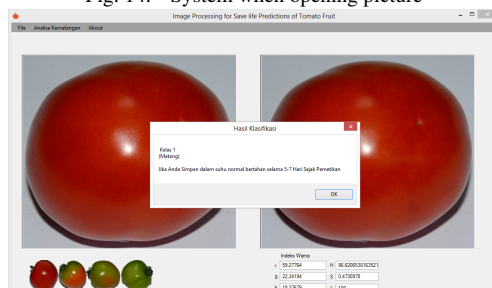 Fig. 14. System when opening picture
Image Processing for Save life Predictions of Tomato Fruit
File Analisa Kematangan About
Hasil Klasifikasi
Kelas 1
(Matang)
Jika Anda Simpan dalam suhu normal bertahan selama 5-7 Hari Sejak Pemetikan
OK
Indeks Warna
r 59,27764 H 86,6206538163521
g 22,34194 S 0,4730978